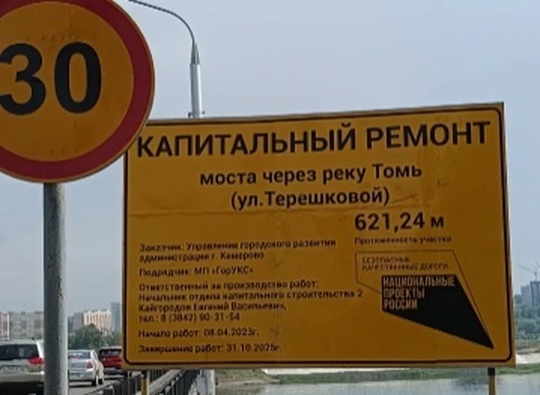 30
КАПИТАЛЬНЫЙ РЕМОНТ
моста через реку Томь
(ул.Терешковой)
621,24 м
Протяженность участка
Заказчик: Управление городского развития
администрации г. Кемерово
Подрядчик: МП «ГорУКС»
Ответственный за производство работ:
Начальник отдела капитального строительства 2
Кайгородов Евгений Васильевич,
тел.: 8 (3842) 90-31-54
Начало работ: 08.04.2023г.
Завершение работ: 31.10.2025г.
БЕЗОПАСНЫЕ
КАЧЕСТВЕННЫЕ ДОРОГИ
НАЦИОНАЛЬНЫЕ
ПРОЕКТЫ
РОССИИ